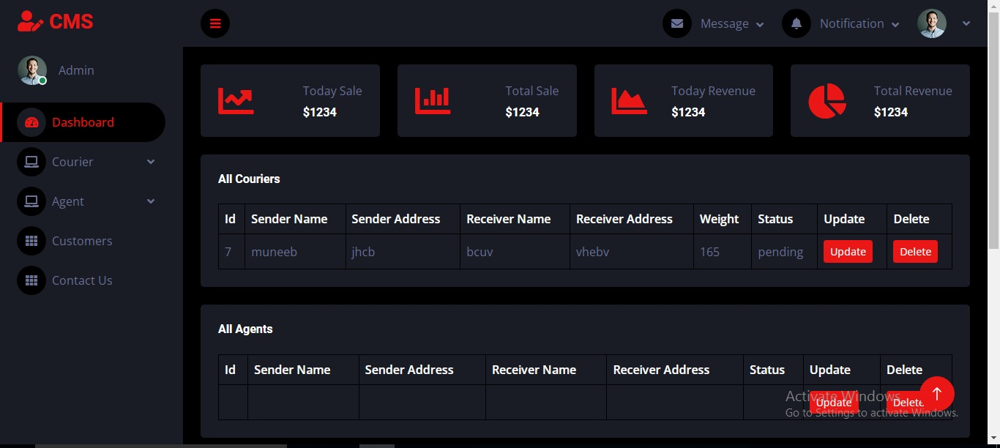 CMS
Message
Notification
Admin
Dashboard
Courier
Agent
Customers
Contact Us
Today Sale
$1234
Total Sale
$1234
Today Revenue
$1234
Total Revenue
$1234
All Couriers
Id Sender Name Sender Address Receiver Name Receiver Address Weight Status Update Delete
7 muneeb jhcb bcuv vhebv 165 pending Update Delete
All Agents
Id Sender Name Sender Address Receiver Name Receiver Address Status Update Delete
Update Delete
Activate Windows
Go to Settings to activate Windows.